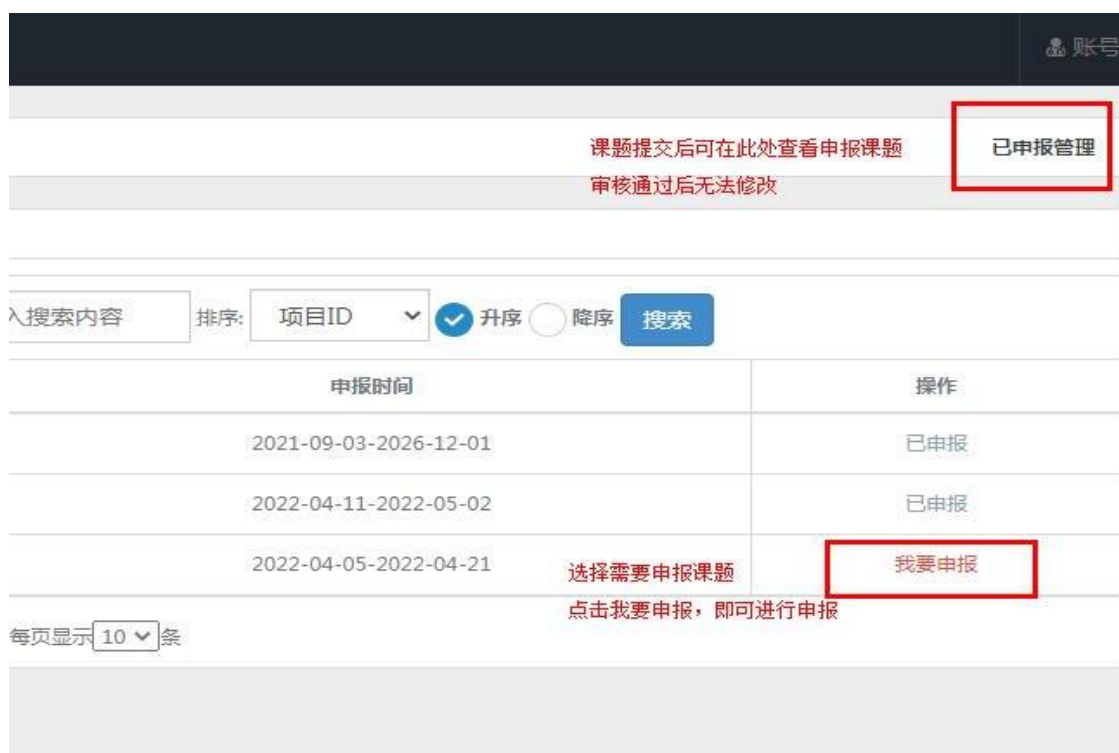 账号
课题提交后可在此处查看申报课题 已申报管理
审核通过后无法修改
入搜索内容 排序: 项目ID 升序 降序 搜索
申报时间 操作
2021-09-03-2026-12-01 已申报
2022-04-11-2022-05-02 已申报
2022-04-05-2022-04-21 我要申报
选择需要申报课题
点击我要申报，即可进行申报
每页显示 10 条